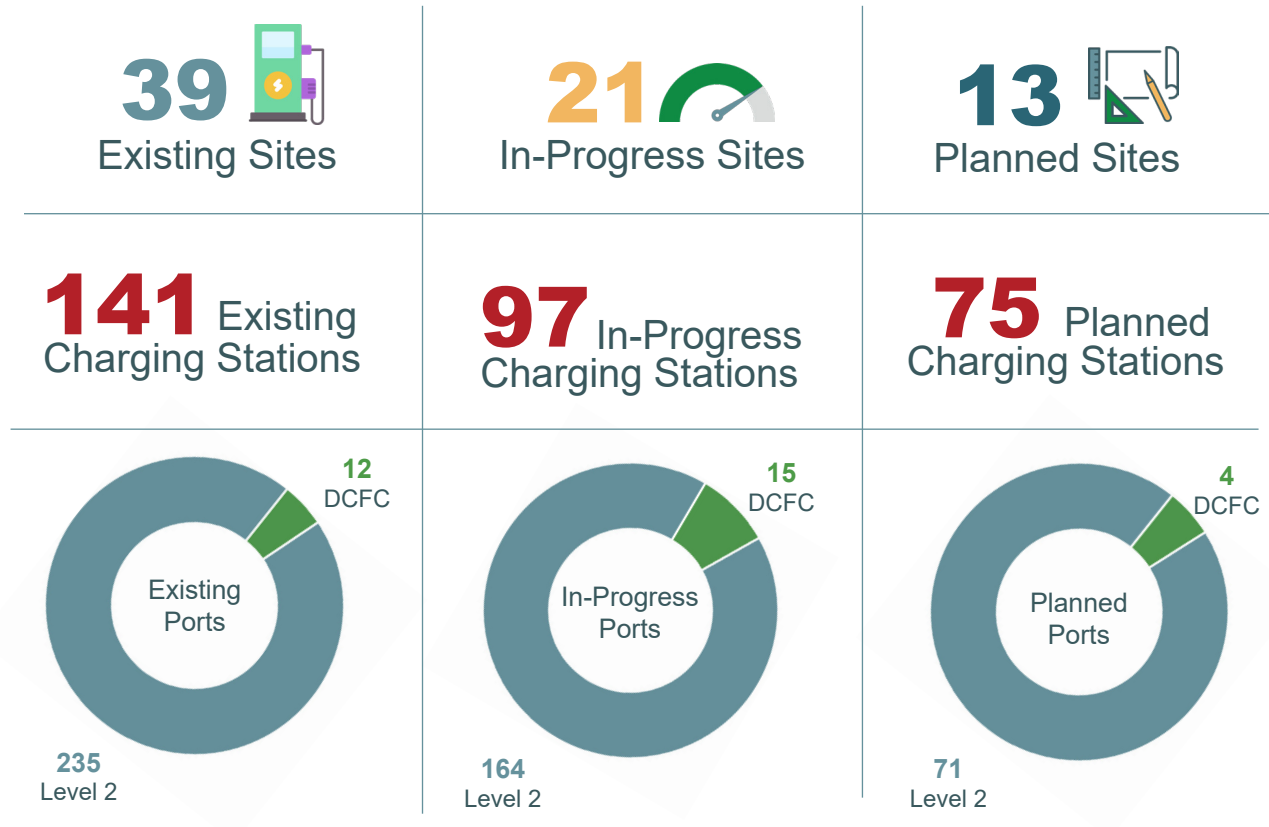 39
Existing Sites
21
In-Progress Sites
13
Planned Sites
141 Existing
Charging Stations
97 In-Progress
Charging Stations
75 Planned
Charging Stations
12
DCFC
Existing
Ports
235
Level 2
15
DCFC
In-Progress
Ports
164
Level 2
4
DCFC
Planned
Ports
71
Level 2